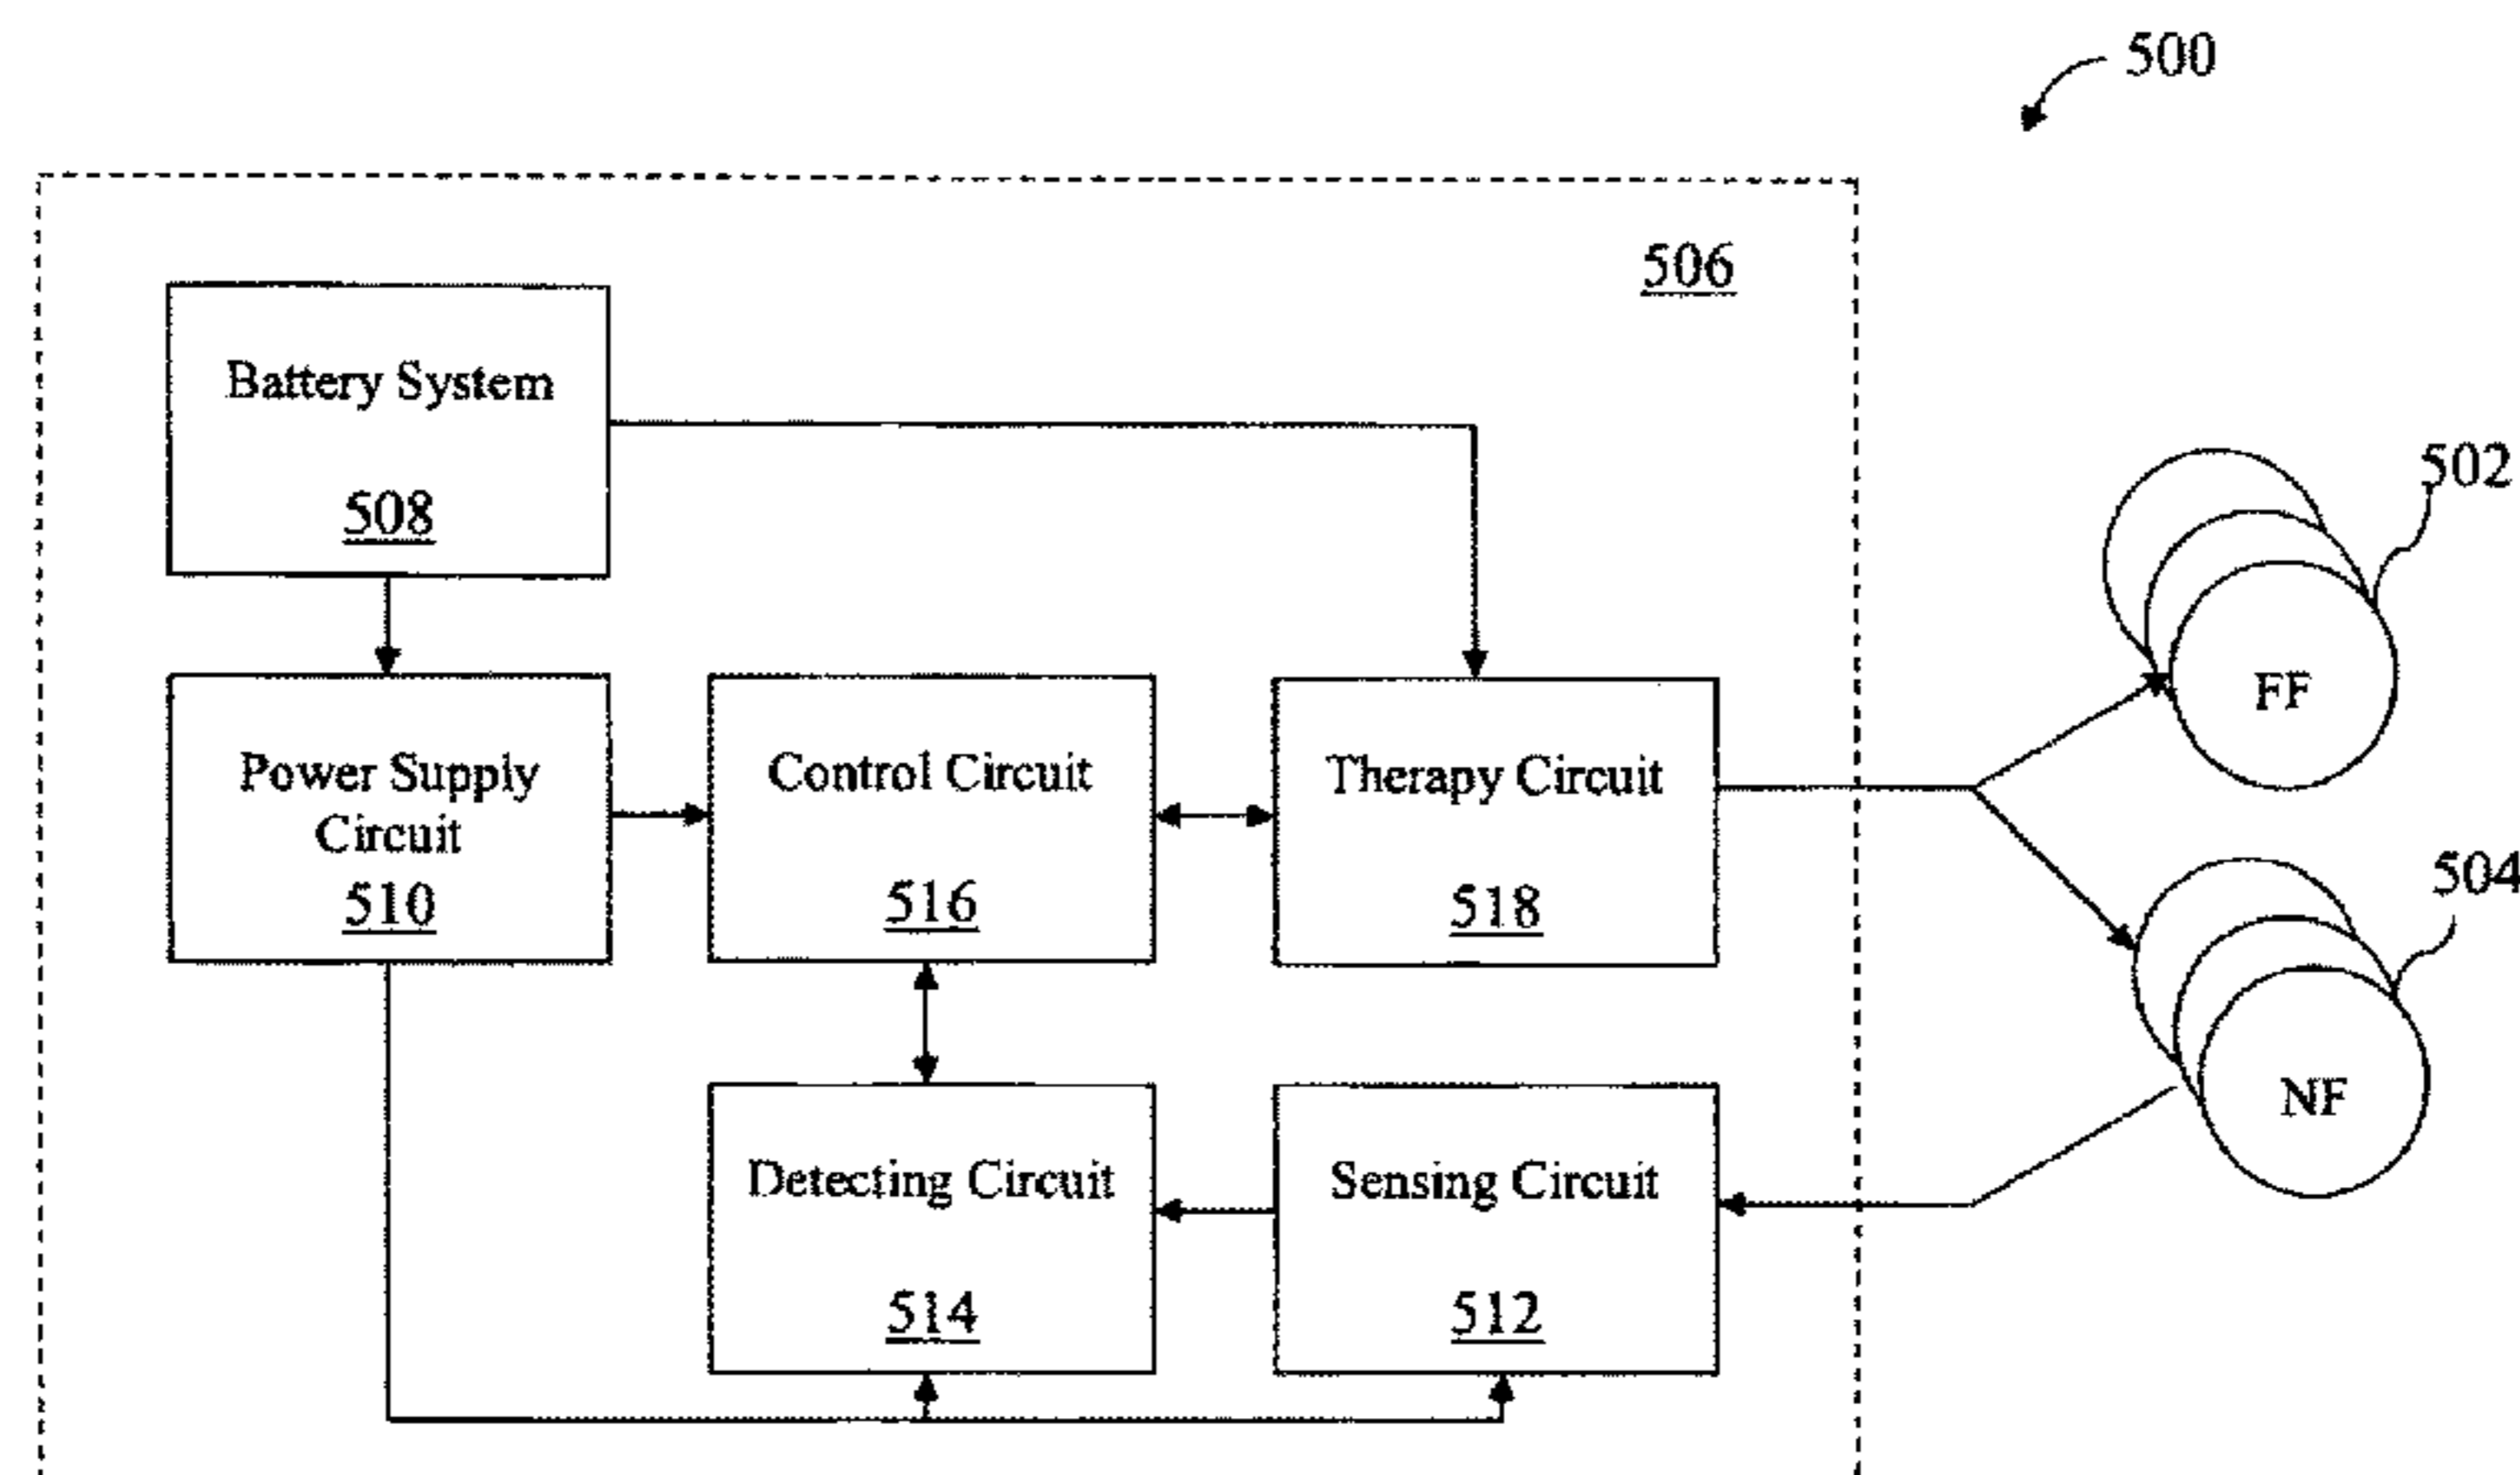 500
506
Battery System
508
502
Power Supply
Circuit
510
Control Circuit
516
Therapy Circuit
518
FF
504
Detecting Circuit
514
Sensing Circuit
512
NF